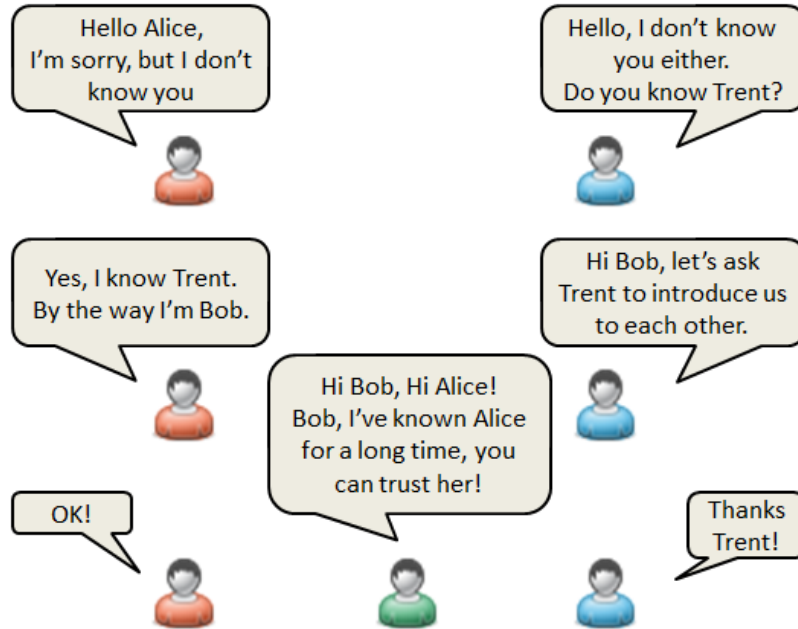 Hello Alice,
I'm sorry, but I don't
know you
Hello, I don't know
you either.
Do you know Trent?
Yes, I know Trent.
By the way I'm Bob.
Hi Bob, let's ask
Trent to introduce us
to each other.
Hi Bob, Hi Alice!
Bob, I've known Alice
for a long time, you
can trust her!
OK!
Thanks
Trent!